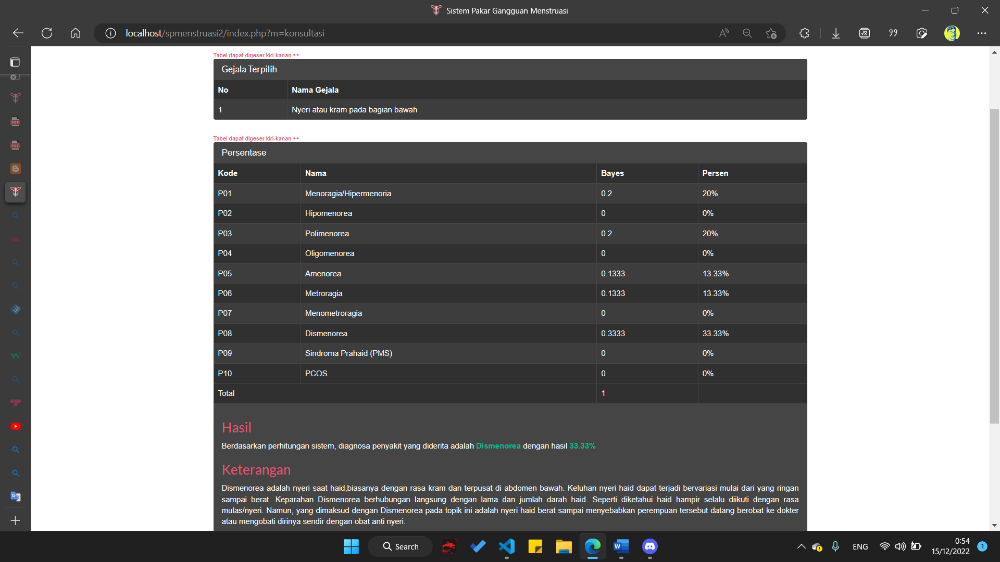 Sistem Pakar Gangguan Menstruasi
localhost/spmenstruasi2/index.php?m=konsultasi
Tabel dapat digeser kiri-kanan ↔
Gejala Terpilih
No Nama Gejala
1 Nyeri atau kram pada bagian bawah
Tabel dapat digeser kiri-kanan ↔
Persentase
Kode Nama Bayes Persen
P01 Menoragia/Hipermenoria 0.2 20%
P02 Hipomenorea 0 0%
P03 Polimenorea 0.2 20%
P04 Oligomenorea 0 0%
P05 Amenorea 0.1333 13.33%
P06 Metroragia 0.1333 13.33%
P07 Menometroragia 0 0%
P08 Dismenorea 0.3333 33.33%
P09 Sindroma Prahaid (PMS) 0 0%
P10 PCOS 0 0%
Total 1
Hasil
Berdasarkan perhitungan sistem, diagnosa penyakit yang diderita adalah Dismenorea dengan hasil 33.33%
Keterangan
Dismenorea adalah nyeri saat haid,biasanya dengan rasa kram dan terpusat di abdomen bawah. Keluhan nyeri haid dapat terjadi bervariasi mulai dari yang ringan
sampai berat. Keparahan Dismenorea berhubungan langsung dengan lama dan jumlah darah haid. Seperti diketahui haid hampir selalu diikuti dengan rasa
mulas/nyeri. Namun, yang dimaksud dengan Dismenorea pada topik ini adalah nyeri haid berat sampai menyebabkan perempuan tersebut datang berobat ke dokter
atau mengobati dirinya sendir dengan obat anti nyeri.
PDF
PDF
ids
Search
ENG
0:54
15/12/2022
1